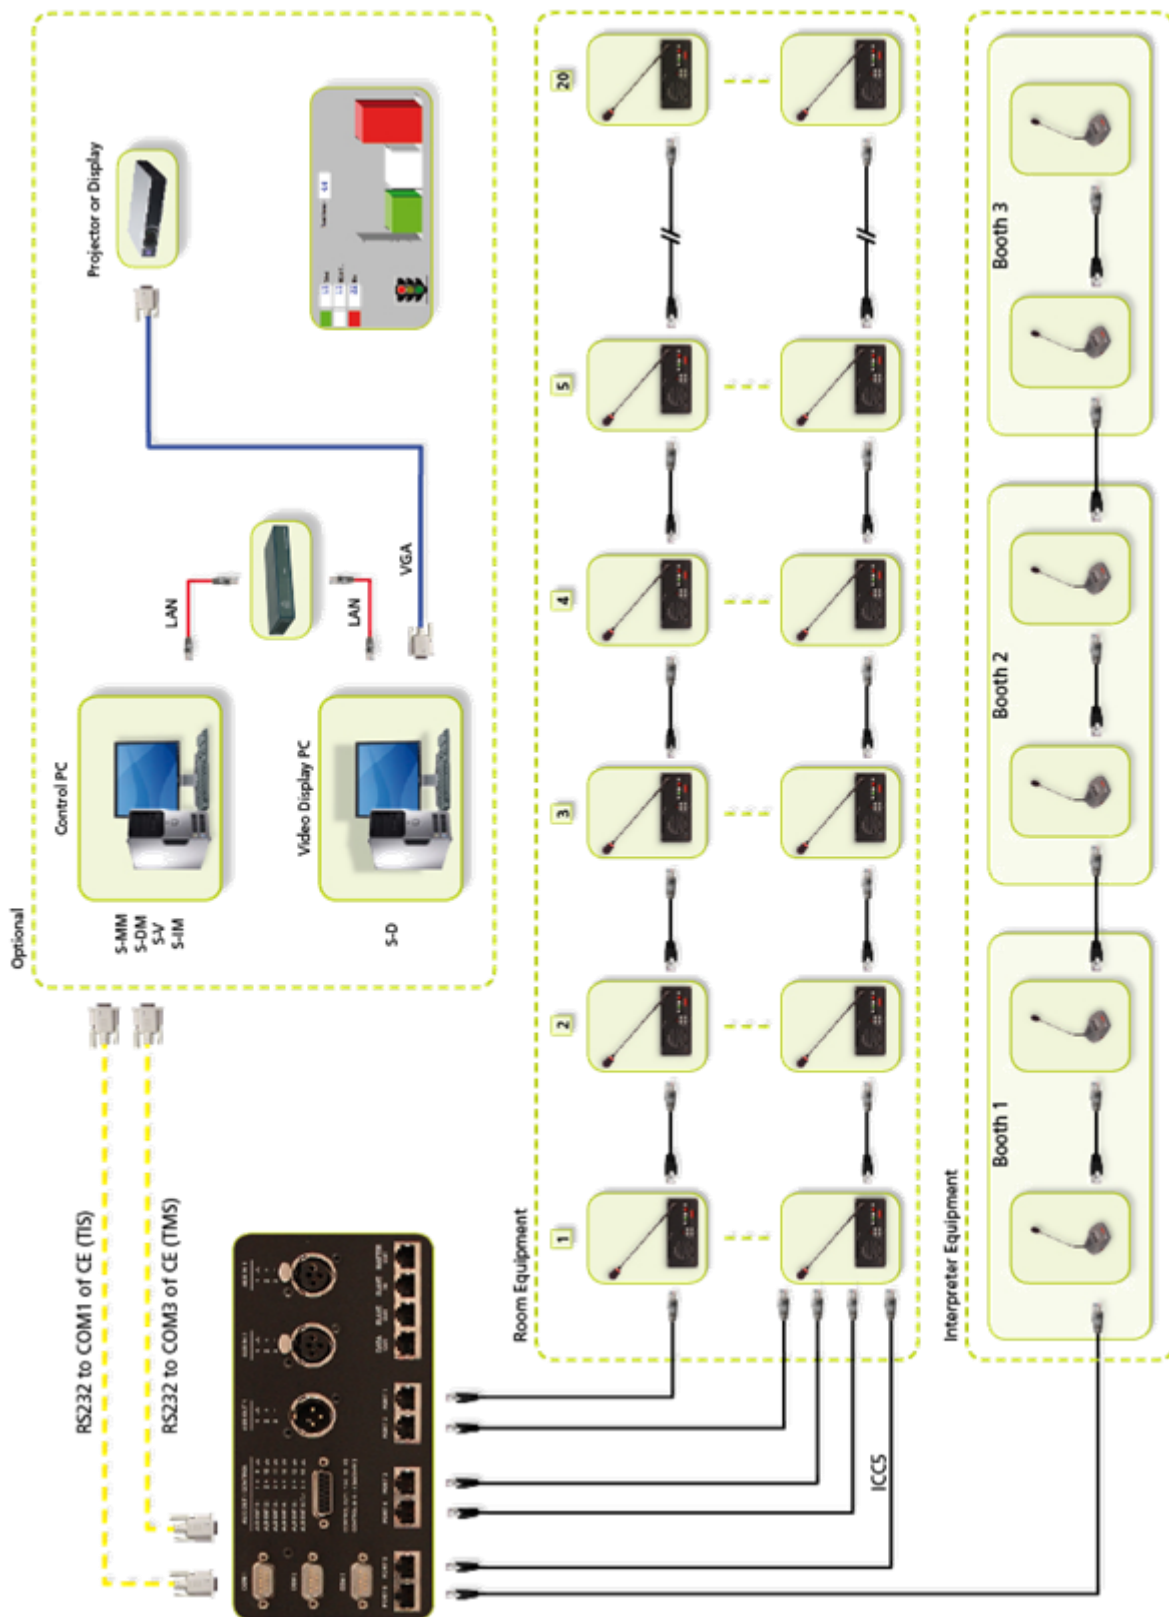 Optional
Control PC
S-MM
S-DM
S-V
S-IM
Video Display PC
S-D
LAN
LAN
VGA
Projector or Display
RS232 to COM1 of CE (TIS)
RS232 to COM3 of CE (TMS)
Room Equipment
1
2
3
4
5
20
ICC5
Interpreter Equipment
Booth 1
Booth 2
Booth 3